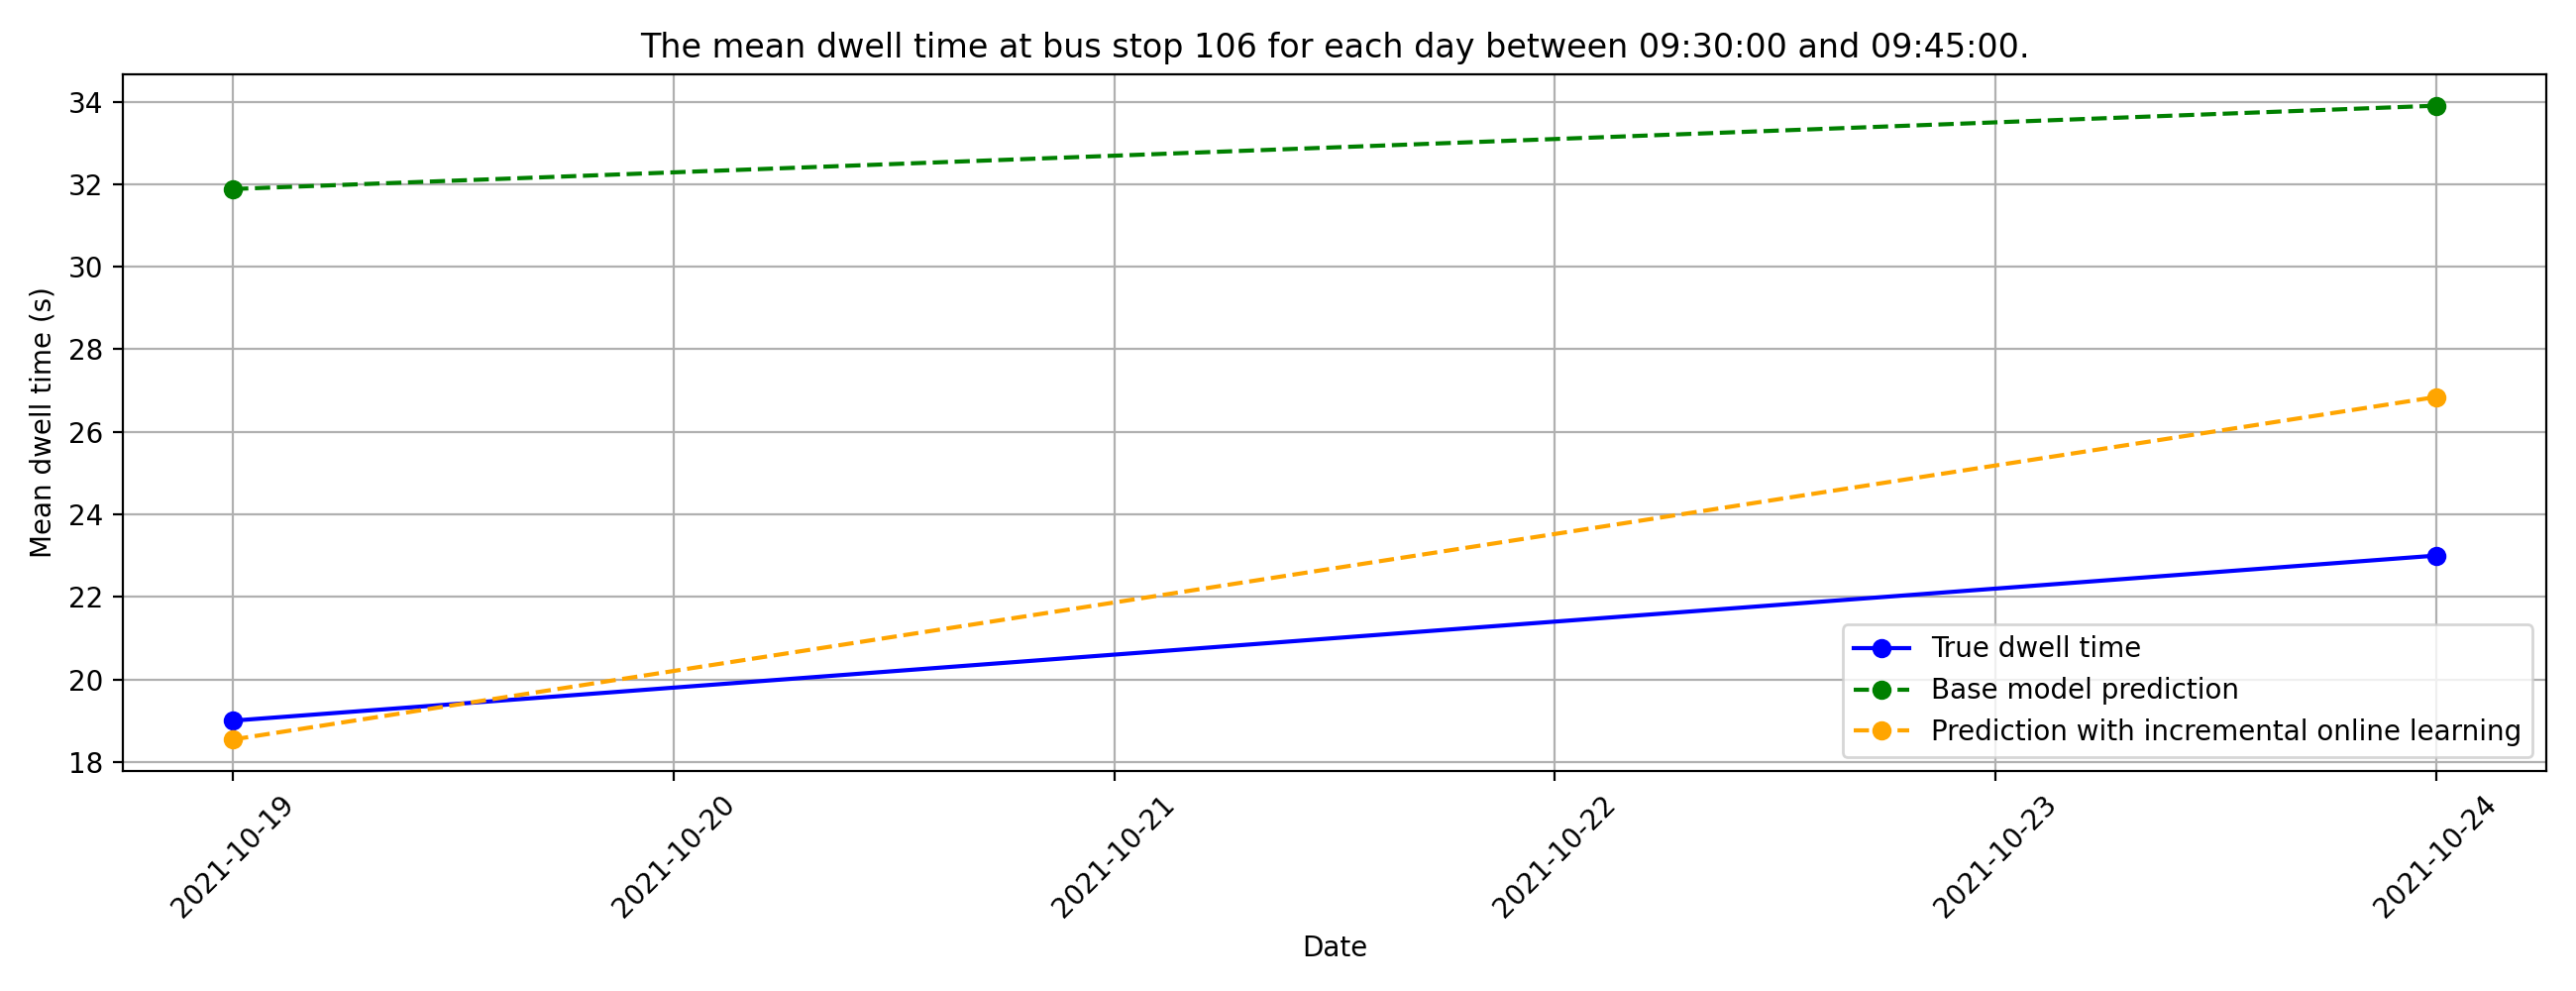 The mean dwell time at bus stop 106 for each day between 09:30:00 and 09:45:00.
Mean dwell time (s)
34
32
30
28
26
24
22
20
18
True dwell time
Base model prediction
Prediction with incremental online learning
2021-10-19
2021-10-20
2021-10-21
2021-10-22
2021-10-23
2021-10-24
Date